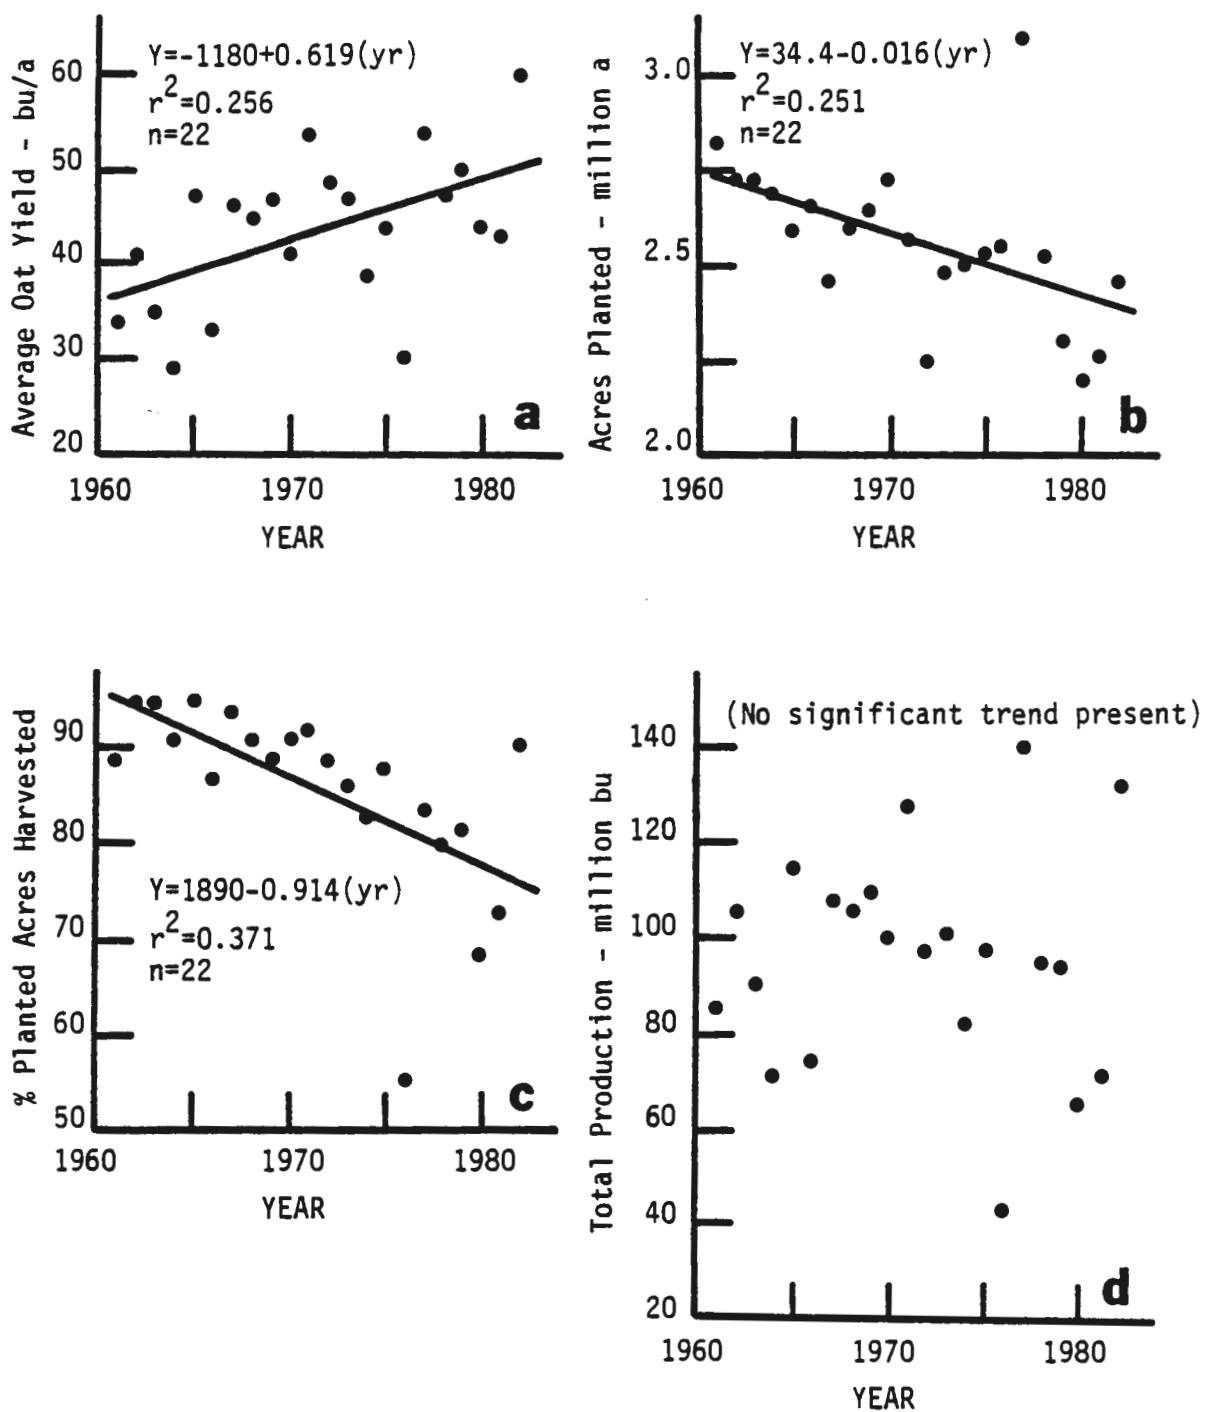 Average Oat Yield - bu/a
60
50
40
30
20
Y=-1180+0.619(yr)
r2=0.256
n=22
a
1960
1970
1980
YEAR
Acres Planted - million a
3.0
2.5
2.0
Y=34.4-0.016(yr)
r2=0.251
n=22
b
1960
1970
1980
YEAR
% Planted Acres Harvested
90
80
70
60
50
Y=1890-0.914(yr)
r2=0.371
n=22
c
1960
1970
1980
YEAR
Total Production - million bu
140
120
100
80
60
40
20
(No significant trend present)
d
1960
1970
1980
YEAR